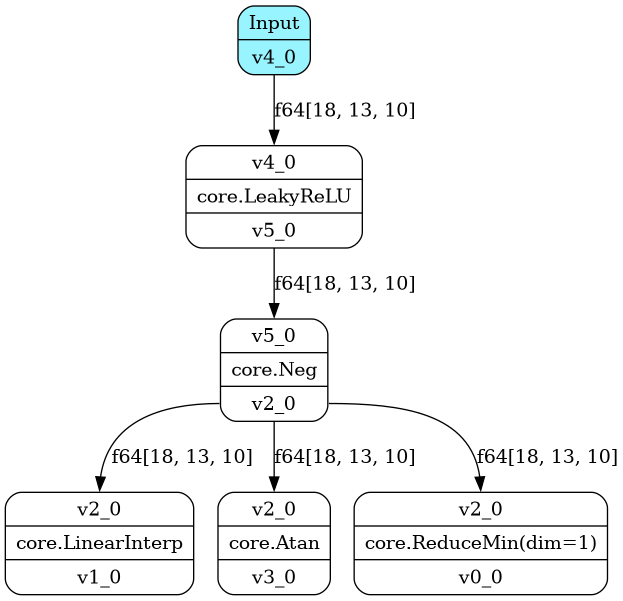 Input
v4_0
f64[18, 13, 10]
v4_0
core.LeakyReLU
v5_0
f64[18, 13, 10]
v5_0
core.Neg
v2_0
f64[18, 13, 10]
f64[18, 13, 10]
f64[18, 13, 10]
v2_0
core.LinearInterp
v1_0
v2_0
core.Atan
v3_0
v2_0
core.ReduceMin(dim=1)
v0_0